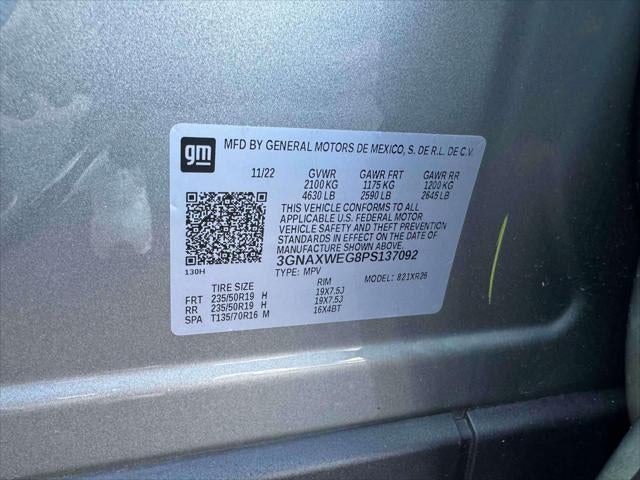 gm
MFD BY GENERAL MOTORS DE MEXICO, S. DE R.L. DE C.V.
11/22 GVWR GAWR FRT GAWR RR
2100 KG 1175 KG 1200 KG
4630 LB 2590 LB 2645 LB
THIS VEHICLE CONFORMS TO ALL
APPLICABLE U.S. FEDERAL MOTOR
VEHICLE SAFETY AND THEFT PREVENTION
STANDARDS IN EFFECT ON THE DATE OF
MANUFACTURE SHOWN ABOVE.
3GNAXWEG8PS137092
130H TYPE: MPV MODEL: 821XR26
TIRE SIZE RIM
FRT 235/50R19 H 19X7.5J
RR 235/50R19 H 19X7.5J
SPA T135/70R16 M 16X4BT